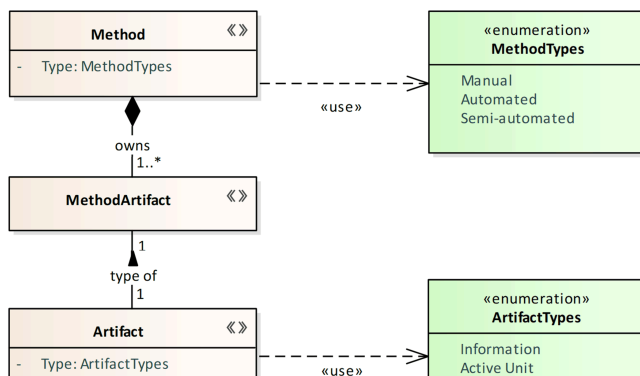 Method
«»
- Type: MethodTypes
«enumeration»
MethodTypes
Manual
Automated
Semi-automated
«use»
owns
1..*
MethodArtifact
«»
1
type of
1
Artifact
«»
- Type: ArtifactTypes
«enumeration»
ArtifactTypes
Information
Active Unit
«use»